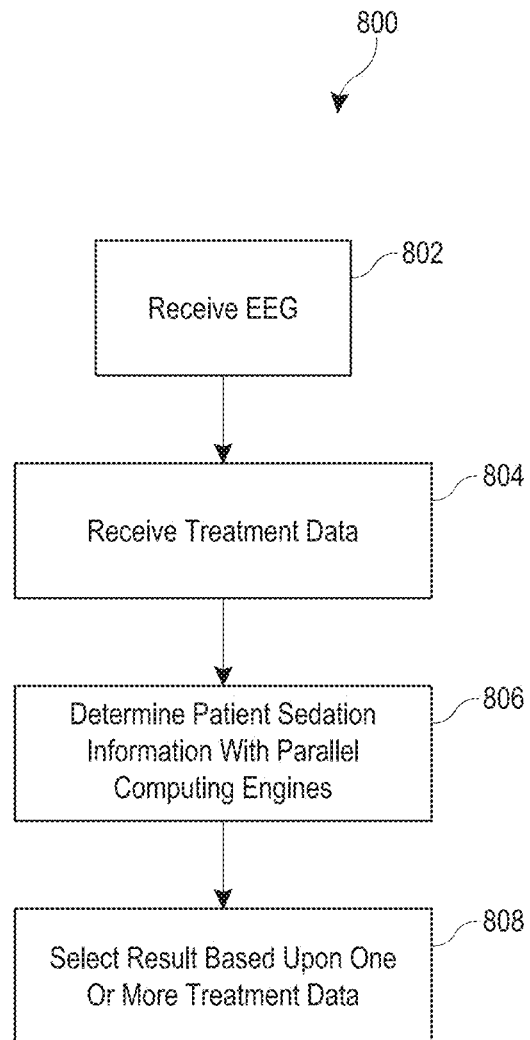 800
802
Receive EEG
804
Receive Treatment Data
806
Determine Patient Sedation
Information With Parallel
Computing Engines
808
Select Result Based Upon One
Or More Treatment Data